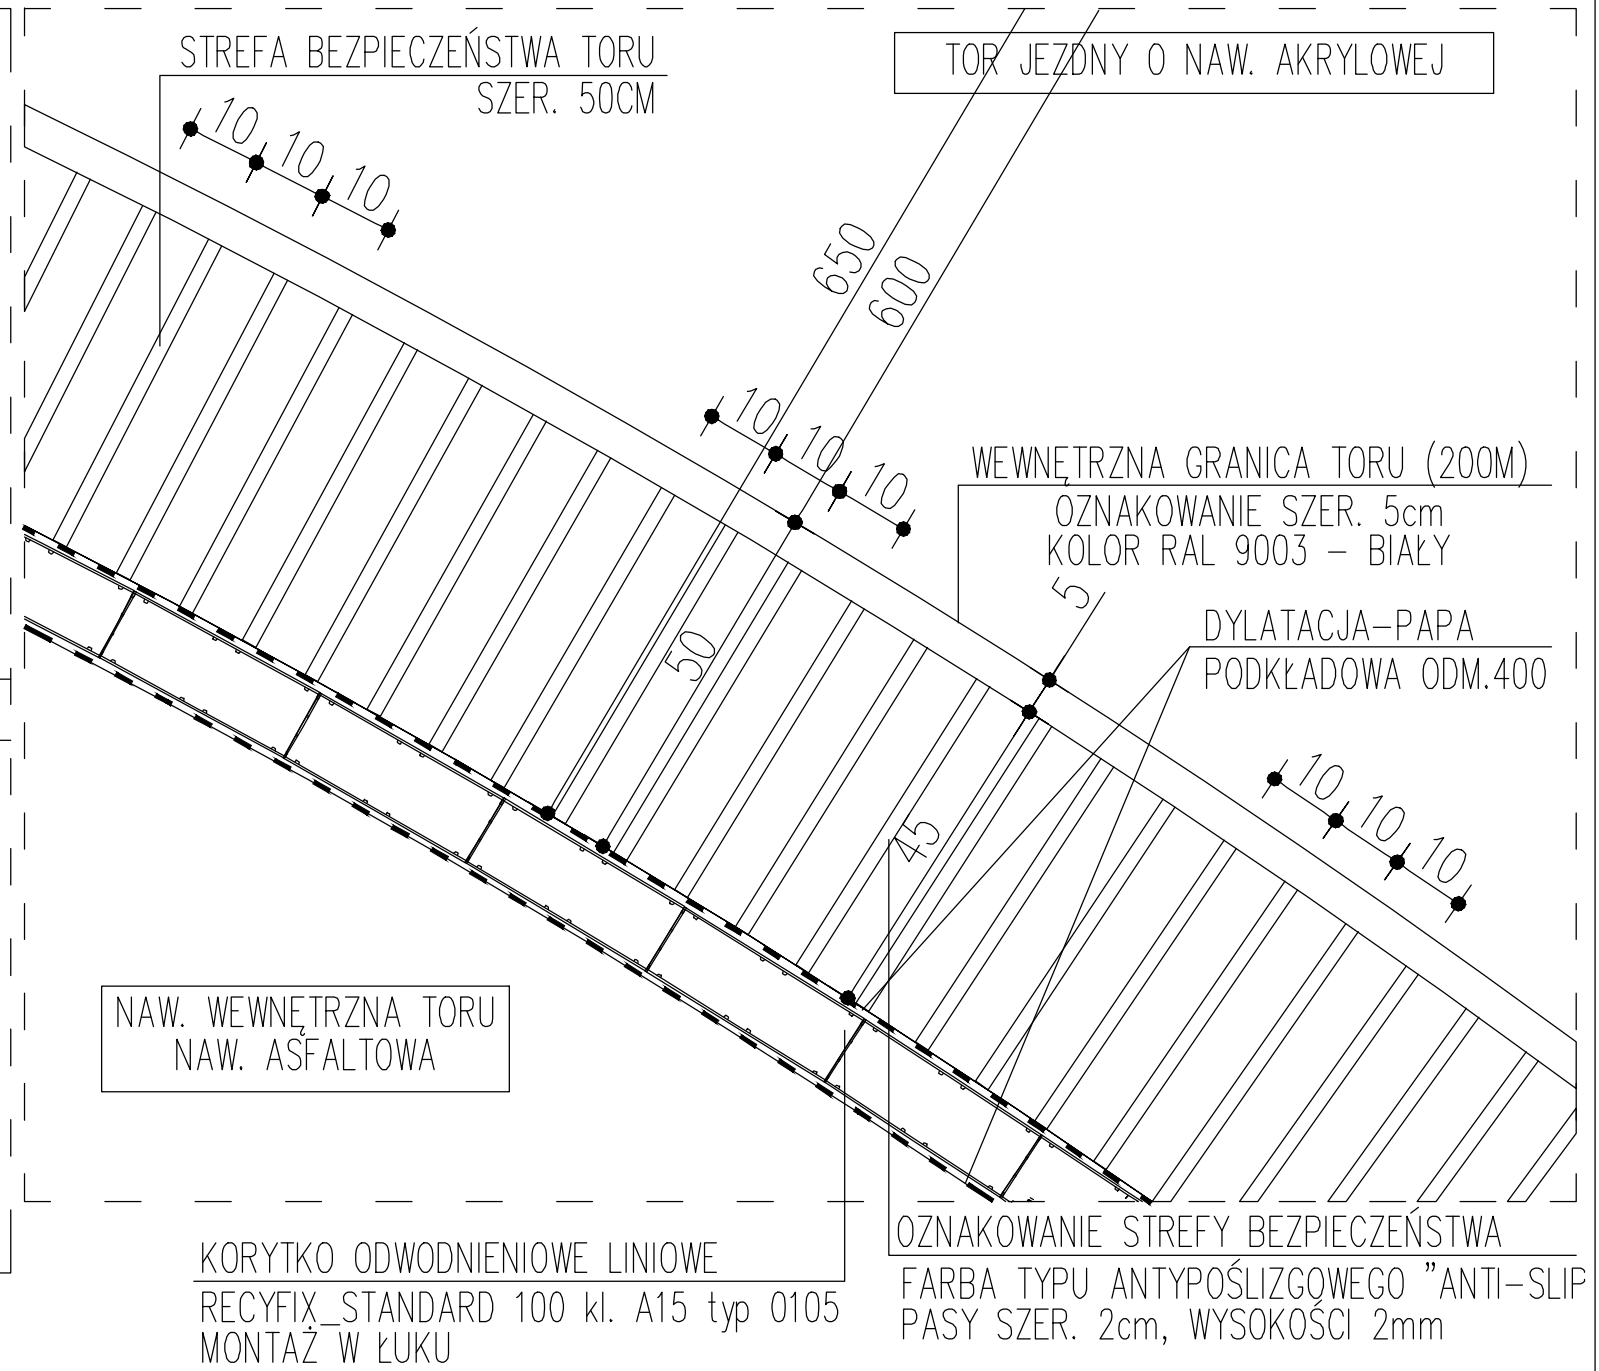 STREFA BEZPIECZEŃSTWA TORU
SZER. 50CM
TOR JEZDNY O NAW. AKRYLOWEJ
10
10
10
650
600
10
10
10
WEWNĘTRZNA GRANICA TORU (200M)
OZNAKOWANIE SZER. 5cm
KOLOR RAL 9003 – BIAŁY
5
DYLATACJA–PAPA
PODKŁADOWA ODM.400
50
10
10
10
45
NAW. WEWNĘTRZNA TORU
NAW. ASFALTOWA
OZNAKOWANIE STREFY BEZPIECZEŃSTWA
FARBA TYPU ANTYPOŚLIZGOWEGO "ANTI–SLIP
PASY SZER. 2cm, WYSOKOŚCI 2mm
KORYTKO ODWODNIENIOWE LINIOWE
RECYFIX_STANDARD 100 kl. A15 typ 0105
MONTAŻ W ŁUKU